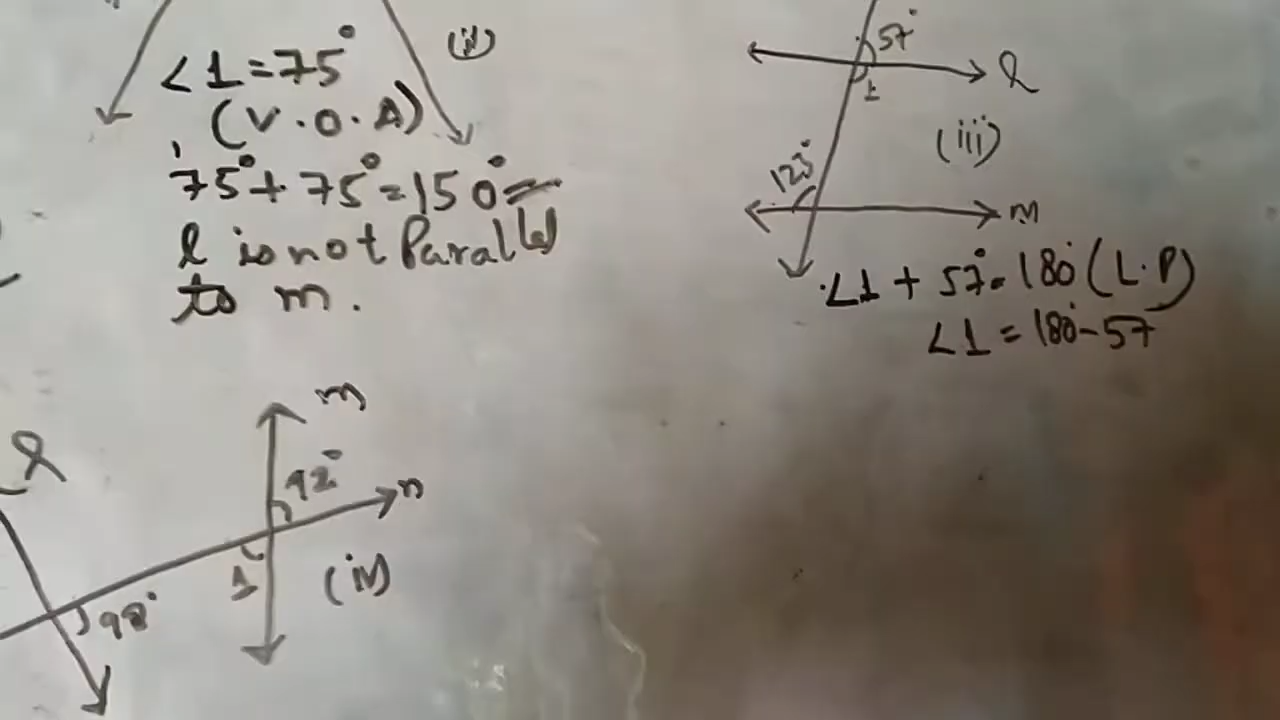 ∠1=75°
(ii)
(V.O.A)
75°+75°=150°
l is not Parallel
to m.
57°
l
1
(iii)
123°
m
∠1 + 57°=180°(L.P)
∠1 = 180°-57
m
l
92°
n
1
(iv)
98°